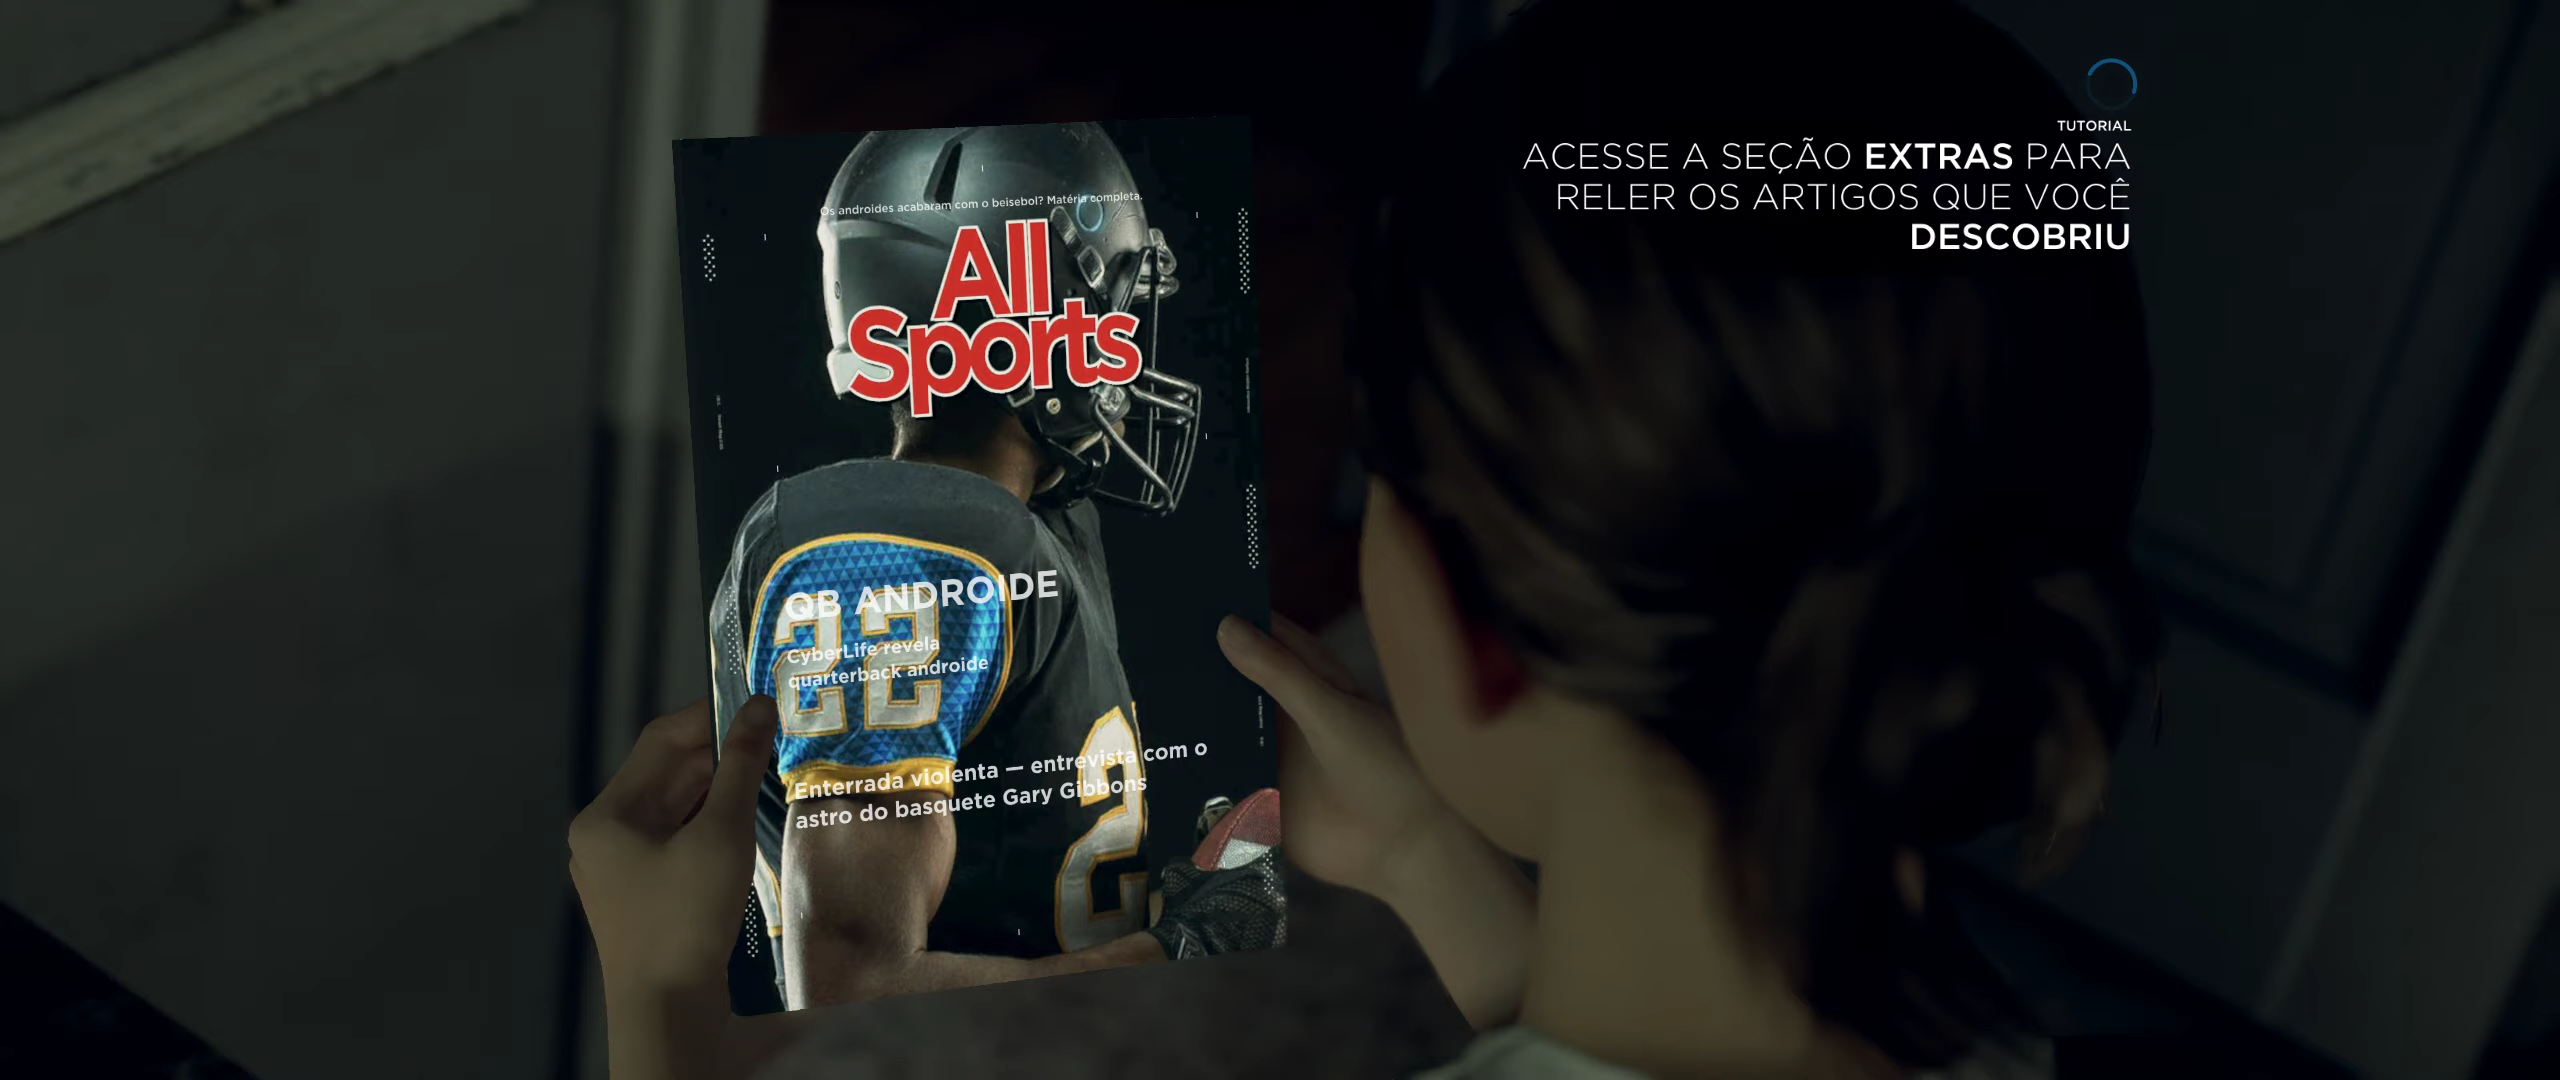 TUTORIAL
ACESSE A SEÇÃO EXTRAS PARA
RELER OS ARTIGOS QUE VOCÊ
DESCOBRIU
Os androides acabaram com o beisebol? Matéria completa.
All
Sports
QB ANDROIDE
CyberLife revela
quarterback androide
22
Enterrada violenta — entrevista com o
astro do basquete Gary Gibbons
2